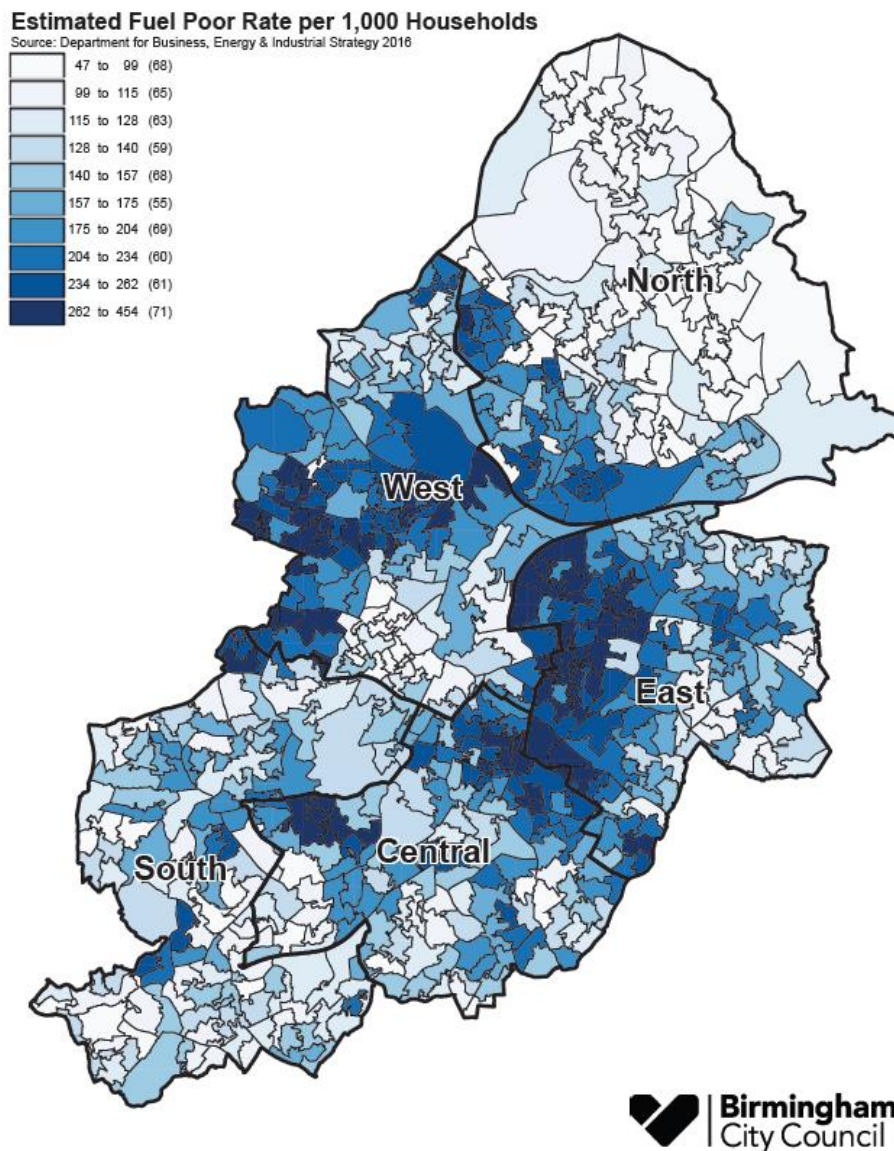 Estimated Fuel Poor Rate per 1,000 Households
Source: Department for Business, Energy & Industrial Strategy 2016
47 to 99 (68)
99 to 115 (65)
115 to 128 (63)
128 to 140 (59)
140 to 157 (68)
157 to 175 (55)
175 to 204 (69)
204 to 234 (60)
234 to 262 (61)
262 to 454 (71)
North
West
East
Central
South
Birmingham
City Council